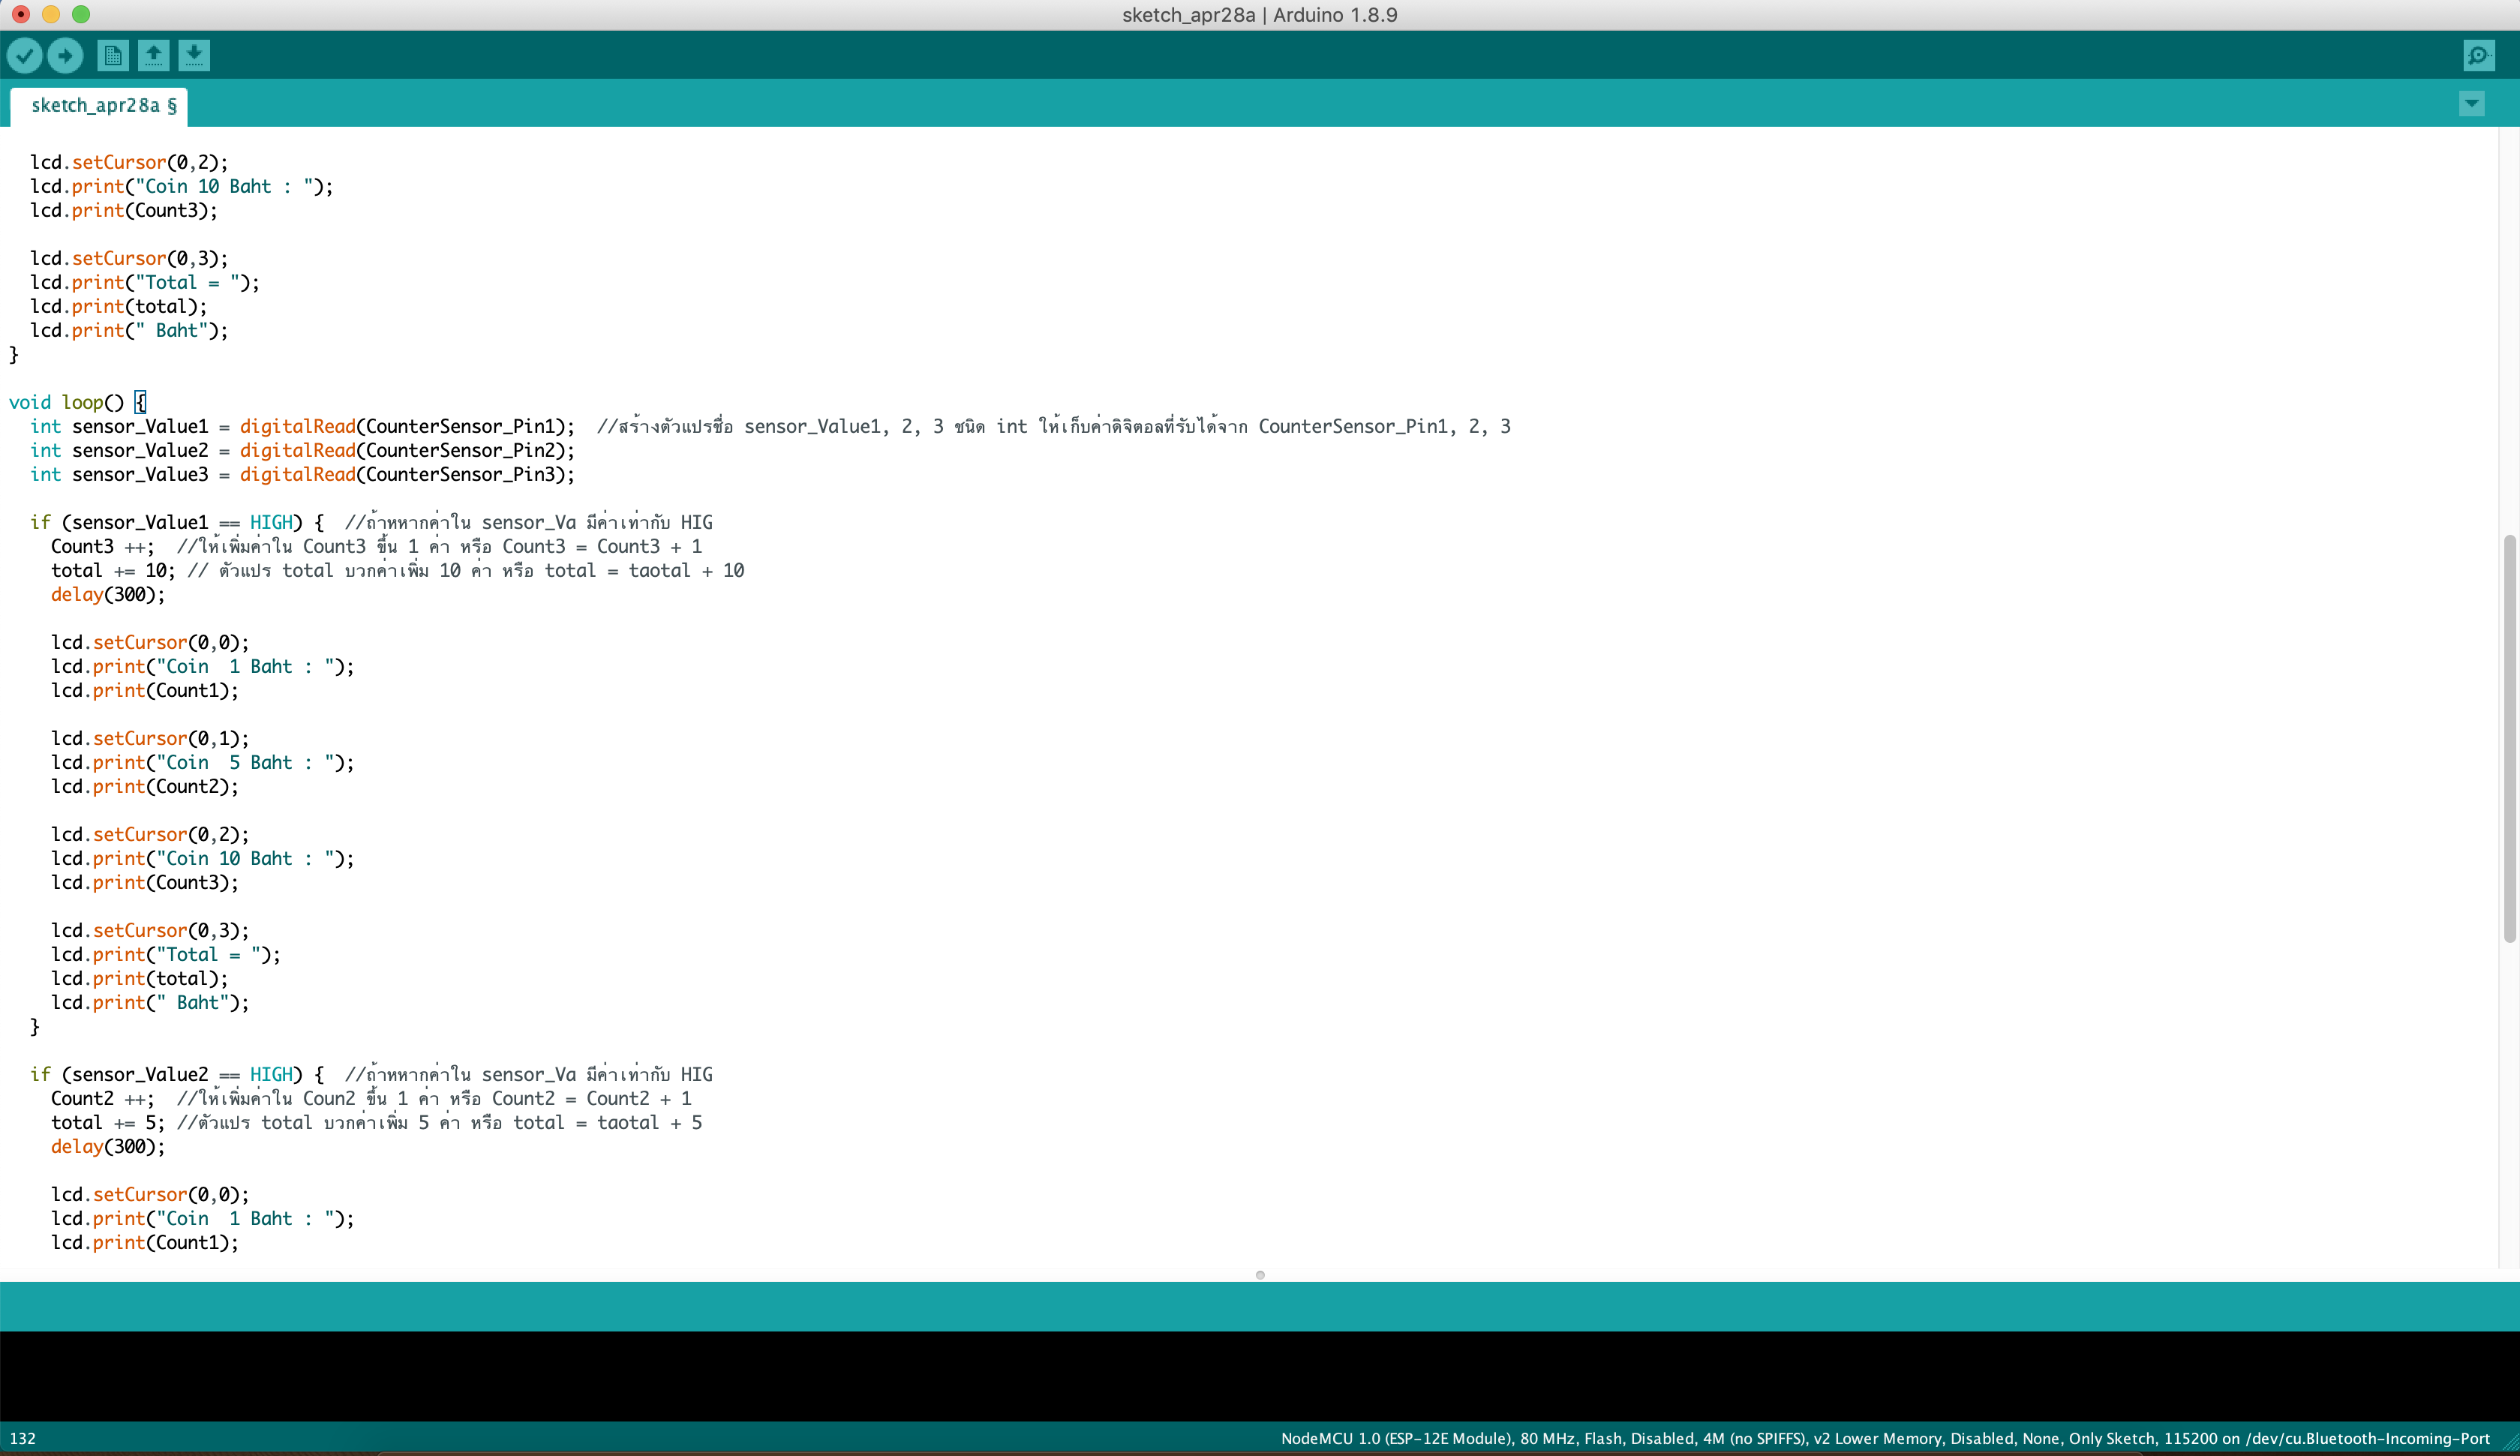 sketch_apr28a | Arduino 1.8.9
sketch_apr28a §
lcd.setCursor(0,2);
lcd.print("Coin 10 Baht : ");
lcd.print(Count3);
lcd.setCursor(0,3);
lcd.print("Total = ");
lcd.print(total);
lcd.print(" Baht");
}
void loop() {
int sensor_Value1 = digitalRead(CounterSensor_Pin1);  //สร้างตัวแปรชื่อ sensor_Value1, 2, 3 ชนิด int ให้เก็บค่าดิจิตอลที่รับได้จาก CounterSensor_Pin1, 2, 3
int sensor_Value2 = digitalRead(CounterSensor_Pin2);
int sensor_Value3 = digitalRead(CounterSensor_Pin3);
if (sensor_Value1 == HIGH) {  //ถ้าหหากค่าใน sensor_Va มีค่าเท่ากับ HIG
Count3 ++;  //ให้เพิ่มค่าใน Count3 ขึ้น 1 ค่า หรือ Count3 = Count3 + 1
total += 10; // ตัวแปร total บวกค่าเพิ่ม 10 ค่า หรือ total = taotal + 10
delay(300);
lcd.setCursor(0,0);
lcd.print("Coin  1 Baht : ");
lcd.print(Count1);
lcd.setCursor(0,1);
lcd.print("Coin  5 Baht : ");
lcd.print(Count2);
lcd.setCursor(0,2);
lcd.print("Coin 10 Baht : ");
lcd.print(Count3);
lcd.setCursor(0,3);
lcd.print("Total = ");
lcd.print(total);
lcd.print(" Baht");
}
if (sensor_Value2 == HIGH) {  //ถ้าหหากค่าใน sensor_Va มีค่าเท่ากับ HIG
Count2 ++;  //ให้เพิ่มค่าใน Coun2 ขึ้น 1 ค่า หรือ Count2 = Count2 + 1
total += 5; //ตัวแปร total บวกค่าเพิ่ม 5 ค่า หรือ total = taotal + 5
delay(300);
lcd.setCursor(0,0);
lcd.print("Coin  1 Baht : ");
lcd.print(Count1);
132
NodeMCU 1.0 (ESP-12E Module), 80 MHz, Flash, Disabled, 4M (no SPIFFS), v2 Lower Memory, Disabled, None, Only Sketch, 115200 on /dev/cu.Bluetooth-Incoming-Port